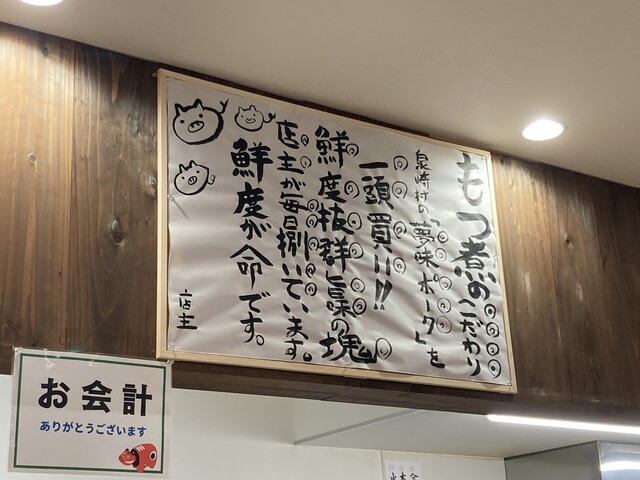 もつ煮のこだわり
泉崎村の「夢味ポーク」を
一頭買い!!
鮮度抜群旨の塊
店主が毎日捌いています。
鮮度が命です。
店主
お会計
ありがとうございます